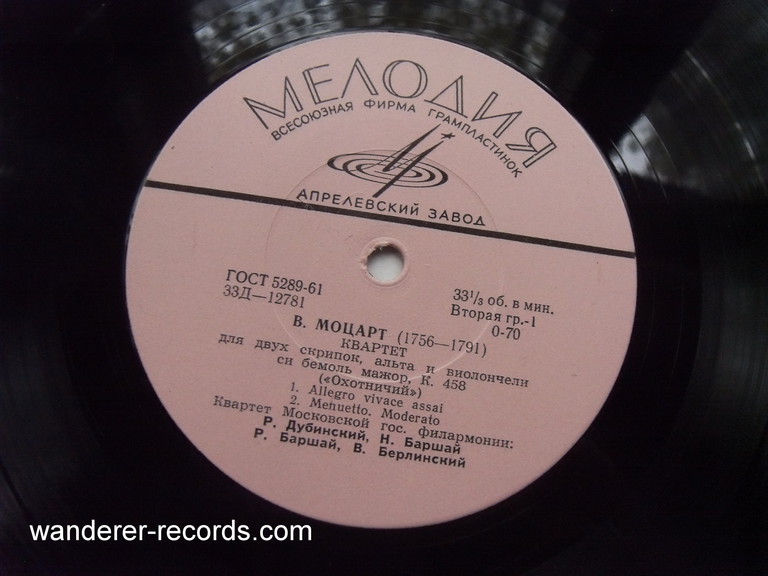 МЕЛОДИЯ
ВСЕСОЮЗНАЯ ФИРМА ГРАМПЛАСТИНОК
АПРЕЛЕВСКИЙ ЗАВОД
ГОСТ 5289-61
33Д—12781
33⅓ об. в мин.
Вторая гр.-1
0-70
В. МОЦАРТ (1756—1791)
КВАРТЕТ
для двух скрипок, альта и виолончели
си бемоль мажор, К. 458
(«Охотничий»)
1. Allegro vivace assai
2. Menuetto. Moderato
Квартет Московской гос. филармонии:
Р. Дубинский, Н. Баршай
Р. Баршай, В. Берлинский
wanderer-records.com